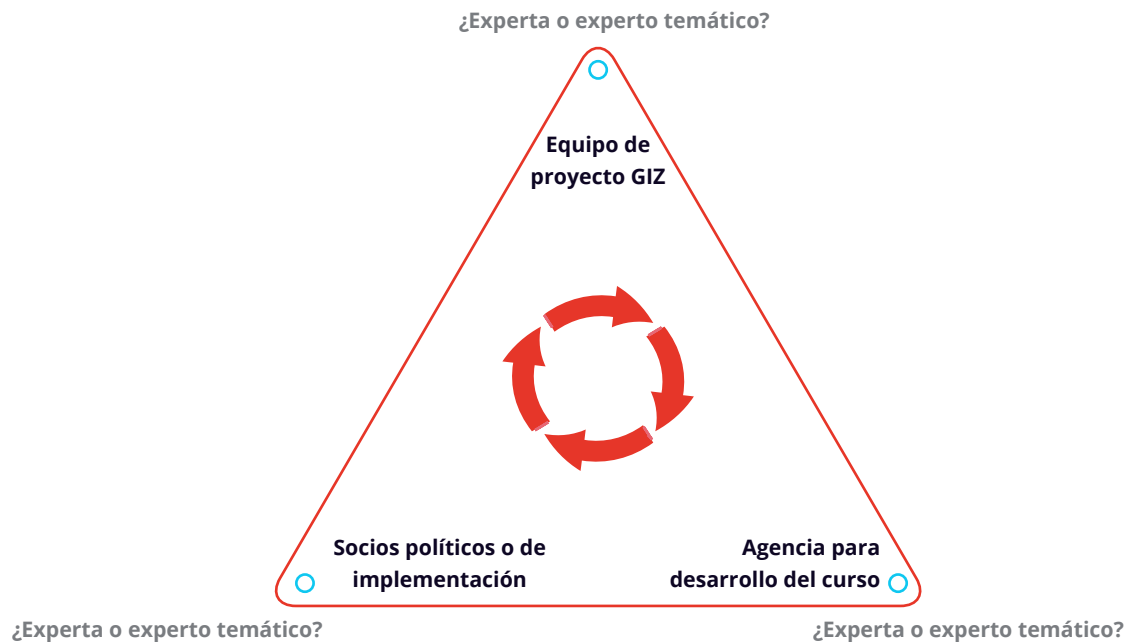 ¿Experta o experto temático?
Equipo de
proyecto GIZ
Socios políticos o de
implementación
Agencia para
desarrollo del curso
¿Experta o experto temático?
¿Experta o experto temático?